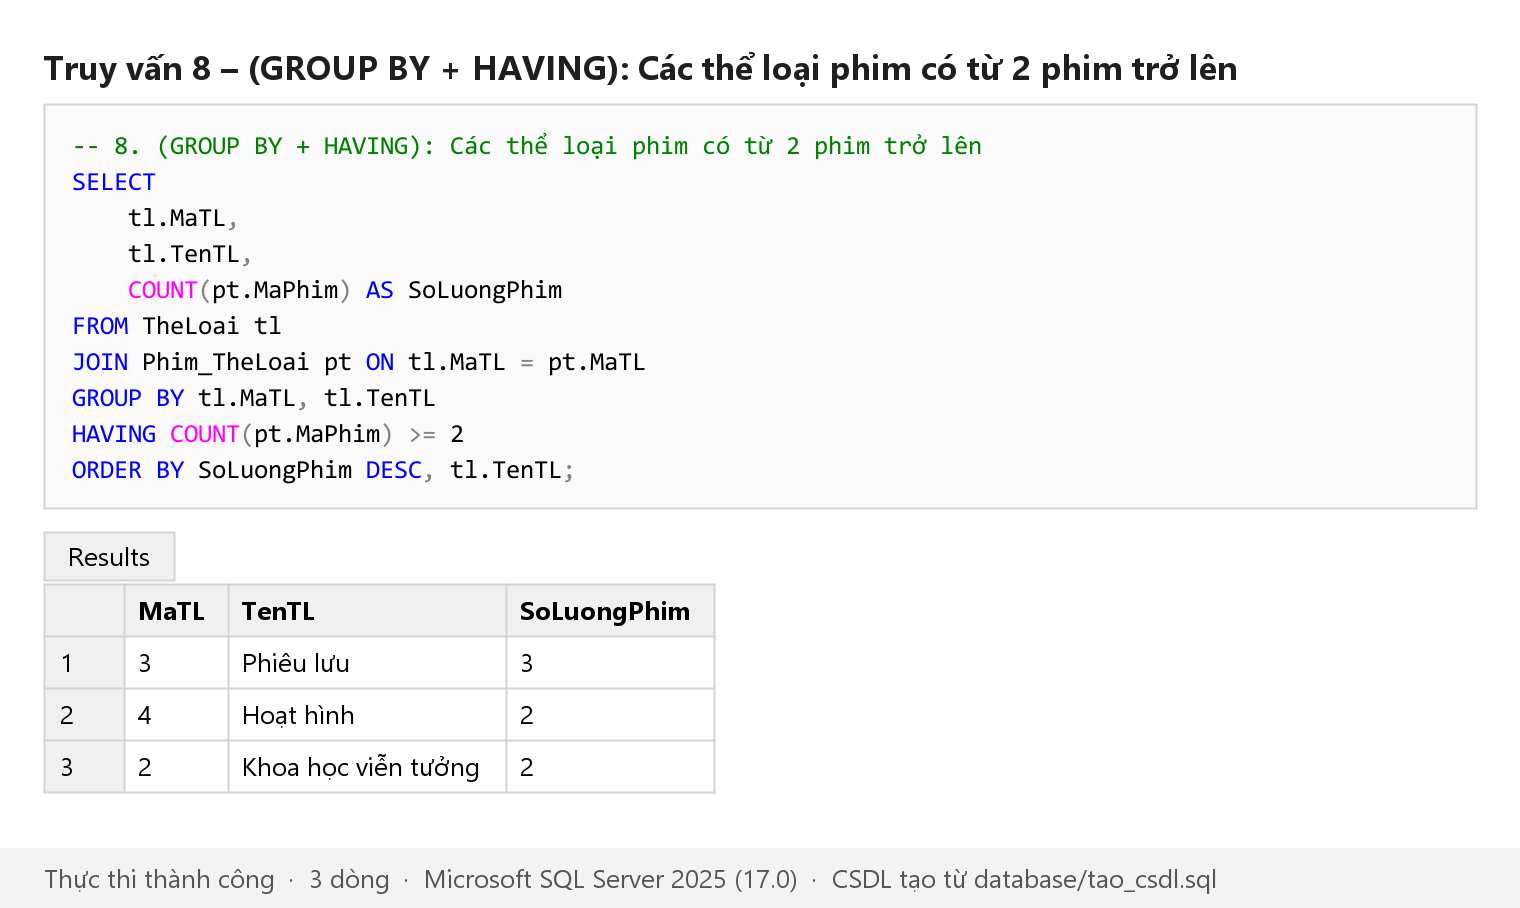 Truy vấn 8 – (GROUP BY + HAVING): Các thể loại phim có từ 2 phim trở lên
-- 8. (GROUP BY + HAVING): Các thể loại phim có từ 2 phim trở lên
SELECT
    tl.MaTL,
    tl.TenTL,
    COUNT(pt.MaPhim) AS SoLuongPhim
FROM TheLoai tl
JOIN Phim_TheLoai pt ON tl.MaTL = pt.MaTL
GROUP BY tl.MaTL, tl.TenTL
HAVING COUNT(pt.MaPhim) >= 2
ORDER BY SoLuongPhim DESC, tl.TenTL;
Results
MaTL TenTL SoLuongPhim
1 3 Phiêu lưu 3
2 4 Hoạt hình 2
3 2 Khoa học viễn tưởng 2
Thực thi thành công · 3 dòng · Microsoft SQL Server 2025 (17.0) · CSDL tạo từ database/tao_csdl.sql